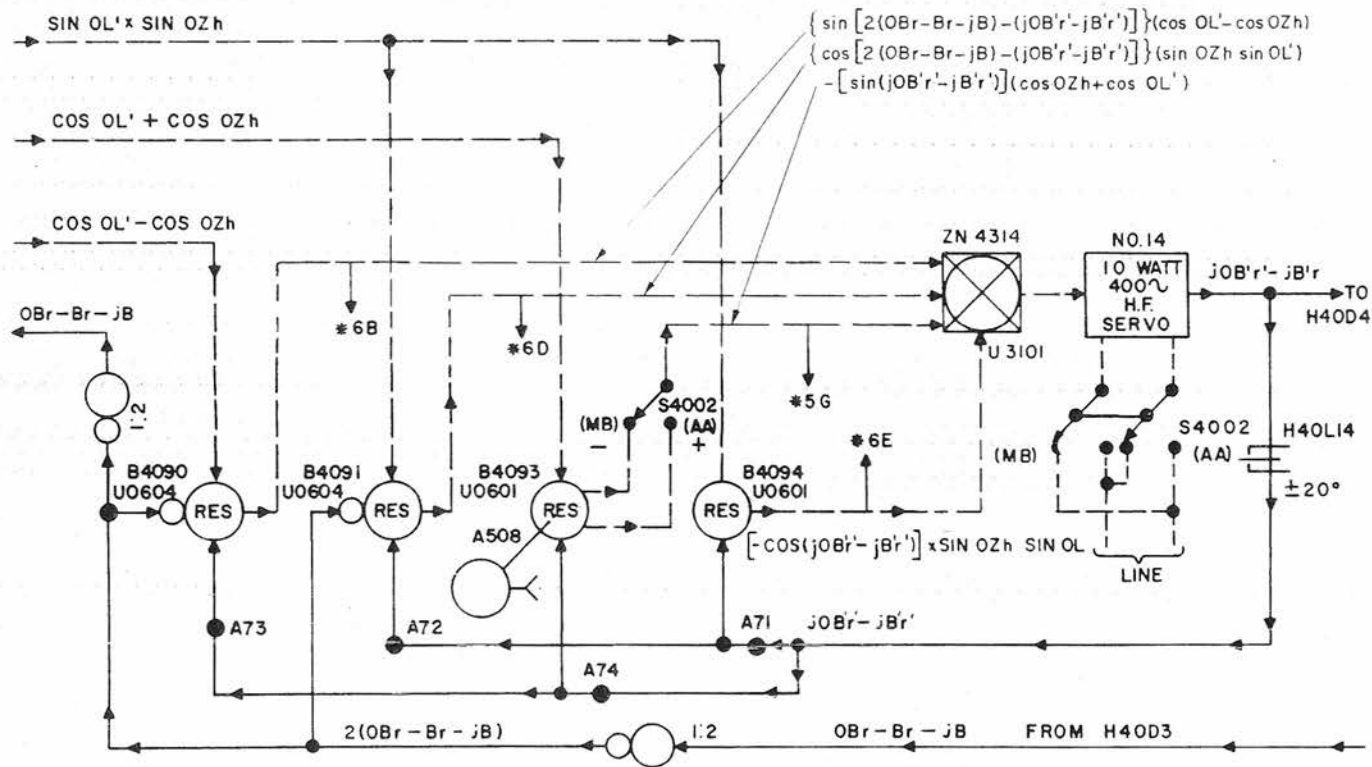 SIN OL' x SIN OZh
{ sin [2(OBr-Br-jB)-(jOB'r'-jB'r')]}(cos OL'-cosOZh)
{ cos [2(OBr-Br-jB)-(jOB'r'-jB'r')]}(sin OZh sin OL')
-[sin(jOB'r'-jB'r')](cosOZh+cos OL')
COS OL' + COS OZh
COS OL'-COS OZh
ZN 4314
NO.14
10 WATT
400~
H.F.
SERVO
jOB'r'-jB'r
TO
H40D4
OBr-Br-jB
*6B
*6D
U3101
*5G
1:2
(MB)
-
S4002
(AA)
+
*6E
(MB)
S4002
(AA)
H40L14
±20°
B4090
U0604
RES
B4091
U0604
RES
B4093
U0601
RES
B4094
U0601
RES
A508
[-COS(jOB'r'-jB'r')] x SIN OZh SIN OL
LINE
A73
A72
A71
jOB'r'-jB'r'
A74
2(OBr-Br-jB)
1:2
OBr-Br-jB
FROM H40D3